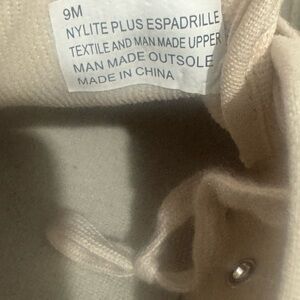 9M
NYLITE PLUS ESPADRILLE
TEXTILE AND MAN MADE UPPER
MAN MADE OUTSOLE
MADE IN CHINA